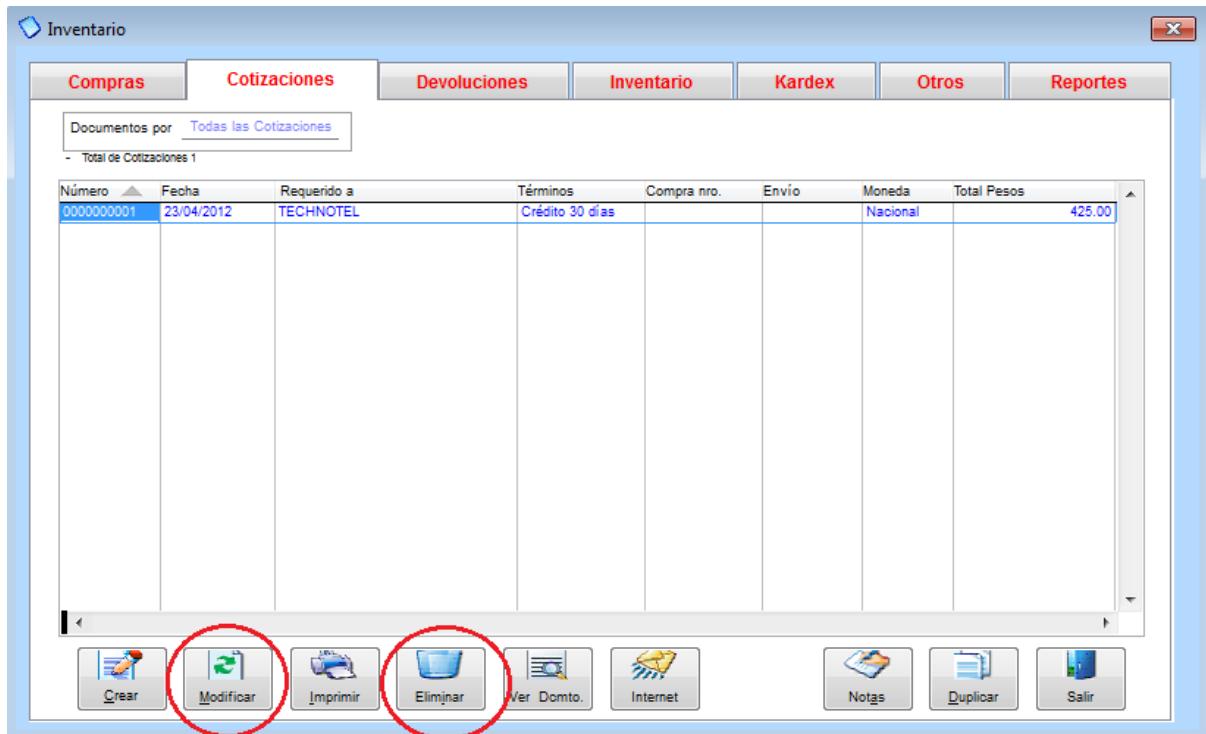 Inventario
Compras Cotizaciones Devoluciones Inventario Kardex Otros Reportes
Documentos por Todas las Cotizaciones
- Total de Cotizaciones 1
Número Fecha Requerido a Términos Compra nro. Envío Moneda Total Pesos
0000000001 23/04/2012 TECHNOTEL Crédito 30 días Nacional 425.00
Crear Modificar Imprimir Eliminar Ver Dcmto. Internet Notas Duplicar Salir